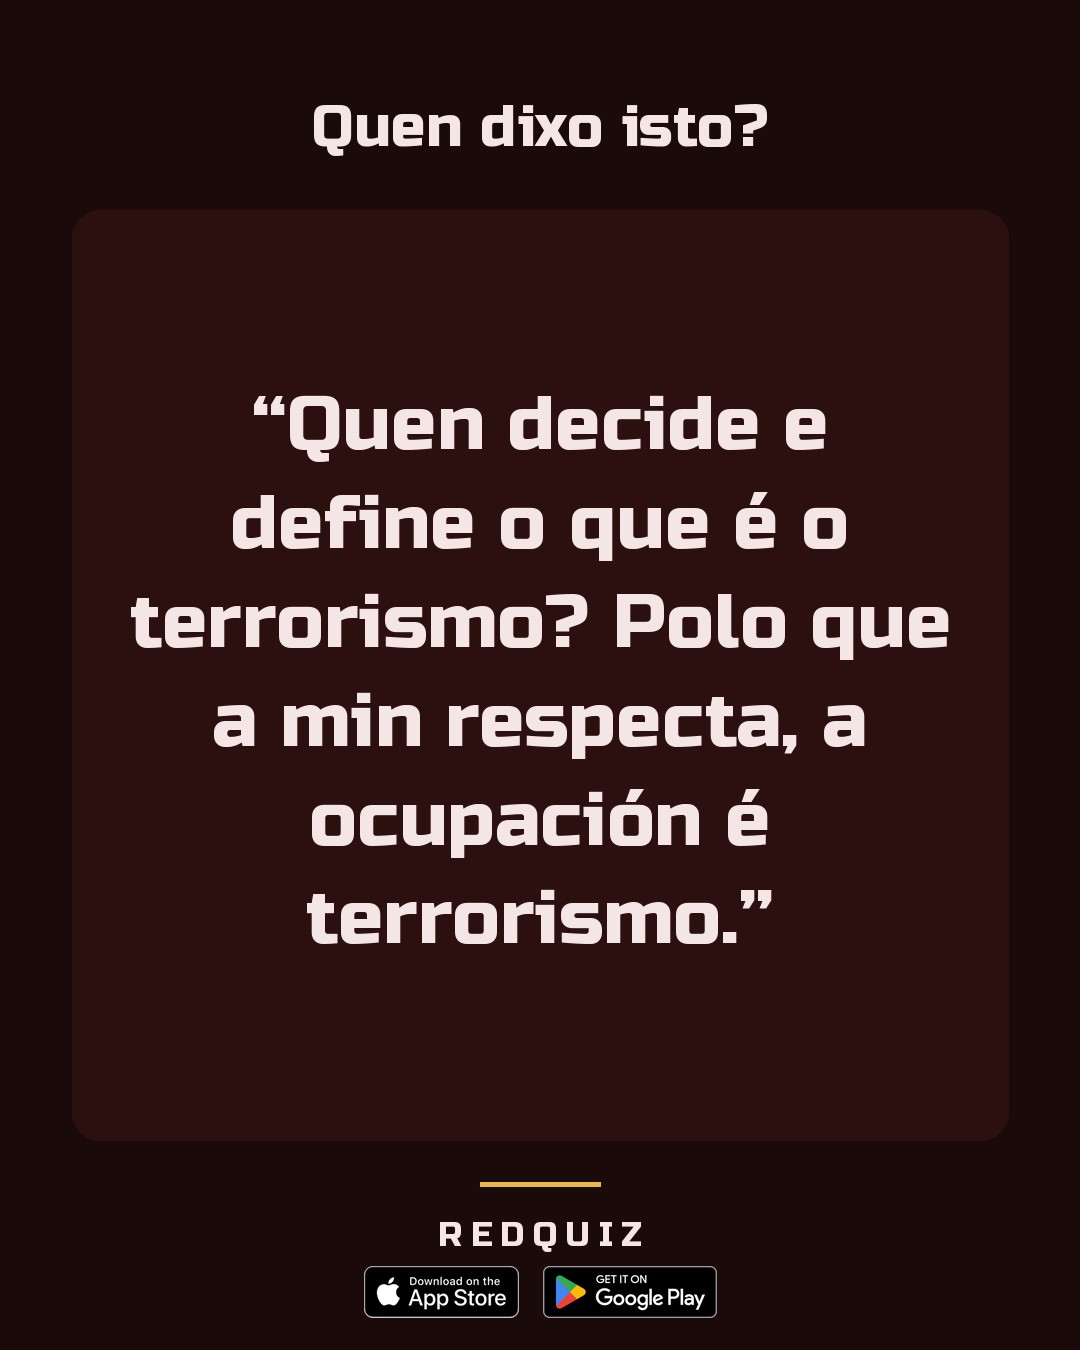 Quen dixo isto?
“Quen decide e
define o que é o
terrorismo? Polo que
a min respecta, a
ocupación é
terrorismo.”
REDQUIZ
Download on the
App Store
GET IT ON
Google Play